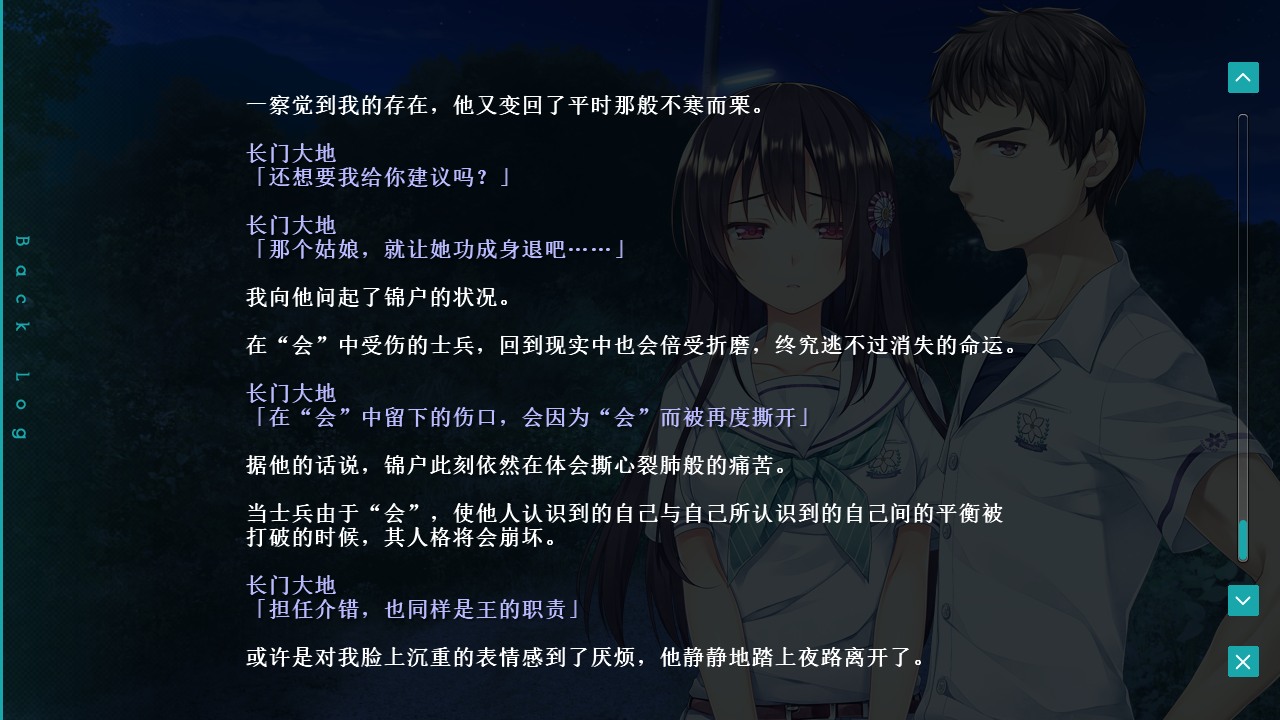 一察觉到我的存在，他又变回了平时那般不寒而栗。
长门大地
「还想要我给你建议吗？」
长门大地
「那个姑娘，就让她功成身退吧……」
我向他问起了锦户的状况。
在“会”中受伤的士兵，回到现实中也会倍受折磨，终究逃不过消失的命运。
长门大地
「在“会”中留下的伤口，会因为“会”而被再度撕开」
据他的话说，锦户此刻依然在体会撕心裂肺般的痛苦。
当士兵由于“会”，使他人认识到的自己与自己所认识到的自己间的平衡被
打破的时候，其人格将会崩坏。
长门大地
「担任介错，也同样是王的职责」
或许是对我脸上沉重的表情感到了厌烦，他静静地踏上夜路离开了。
Back Log